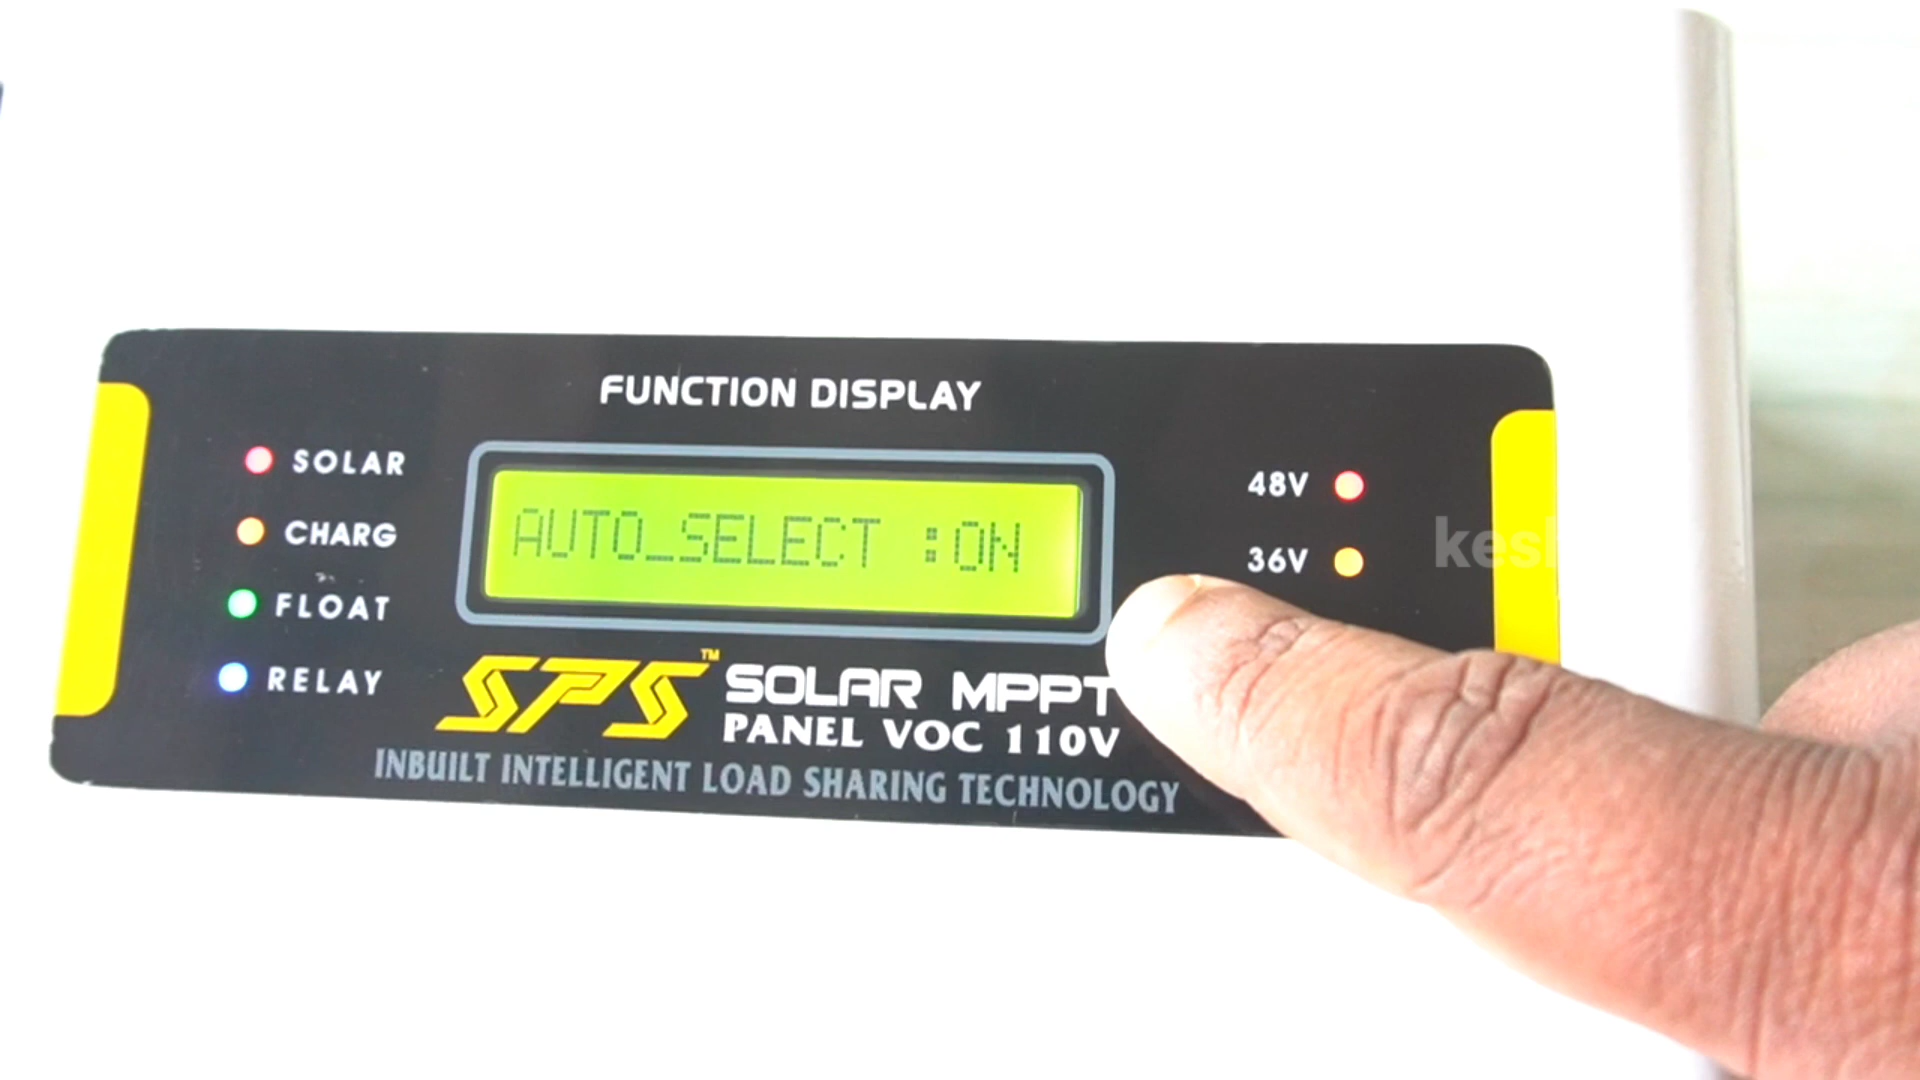 FUNCTION DISPLAY
SOLAR
CHARG
FLOAT
RELAY
AUTO_SELECT :ON
48V
36V
SPS™ SOLAR MPPT
PANEL VOC 110V
INBUILT INTELLIGENT LOAD SHARING TECHNOLOGY